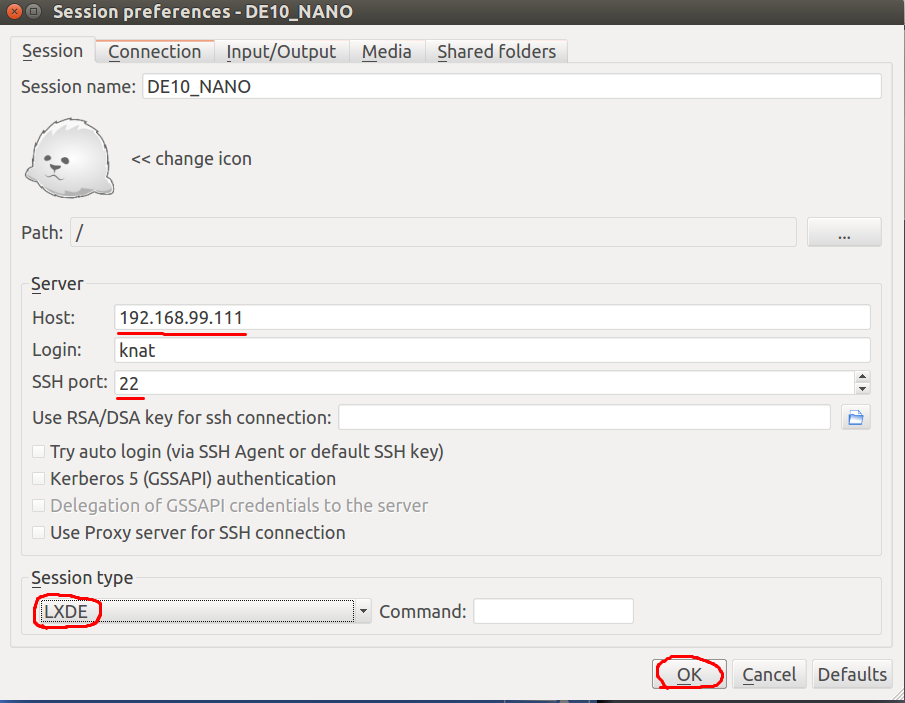 Session preferences - DE10_NANO
Session Connection Input/Output Media Shared folders
Session name: DE10_NANO
<< change icon
Path: / ...
Server
Host: 192.168.99.111
Login: knat
SSH port: 22
Use RSA/DSA key for ssh connection:
Try auto login (via SSH Agent or default SSH key)
Kerberos 5 (GSSAPI) authentication
Delegation of GSSAPI credentials to the server
Use Proxy server for SSH connection
Session type
LXDE Command:
OK Cancel Defaults